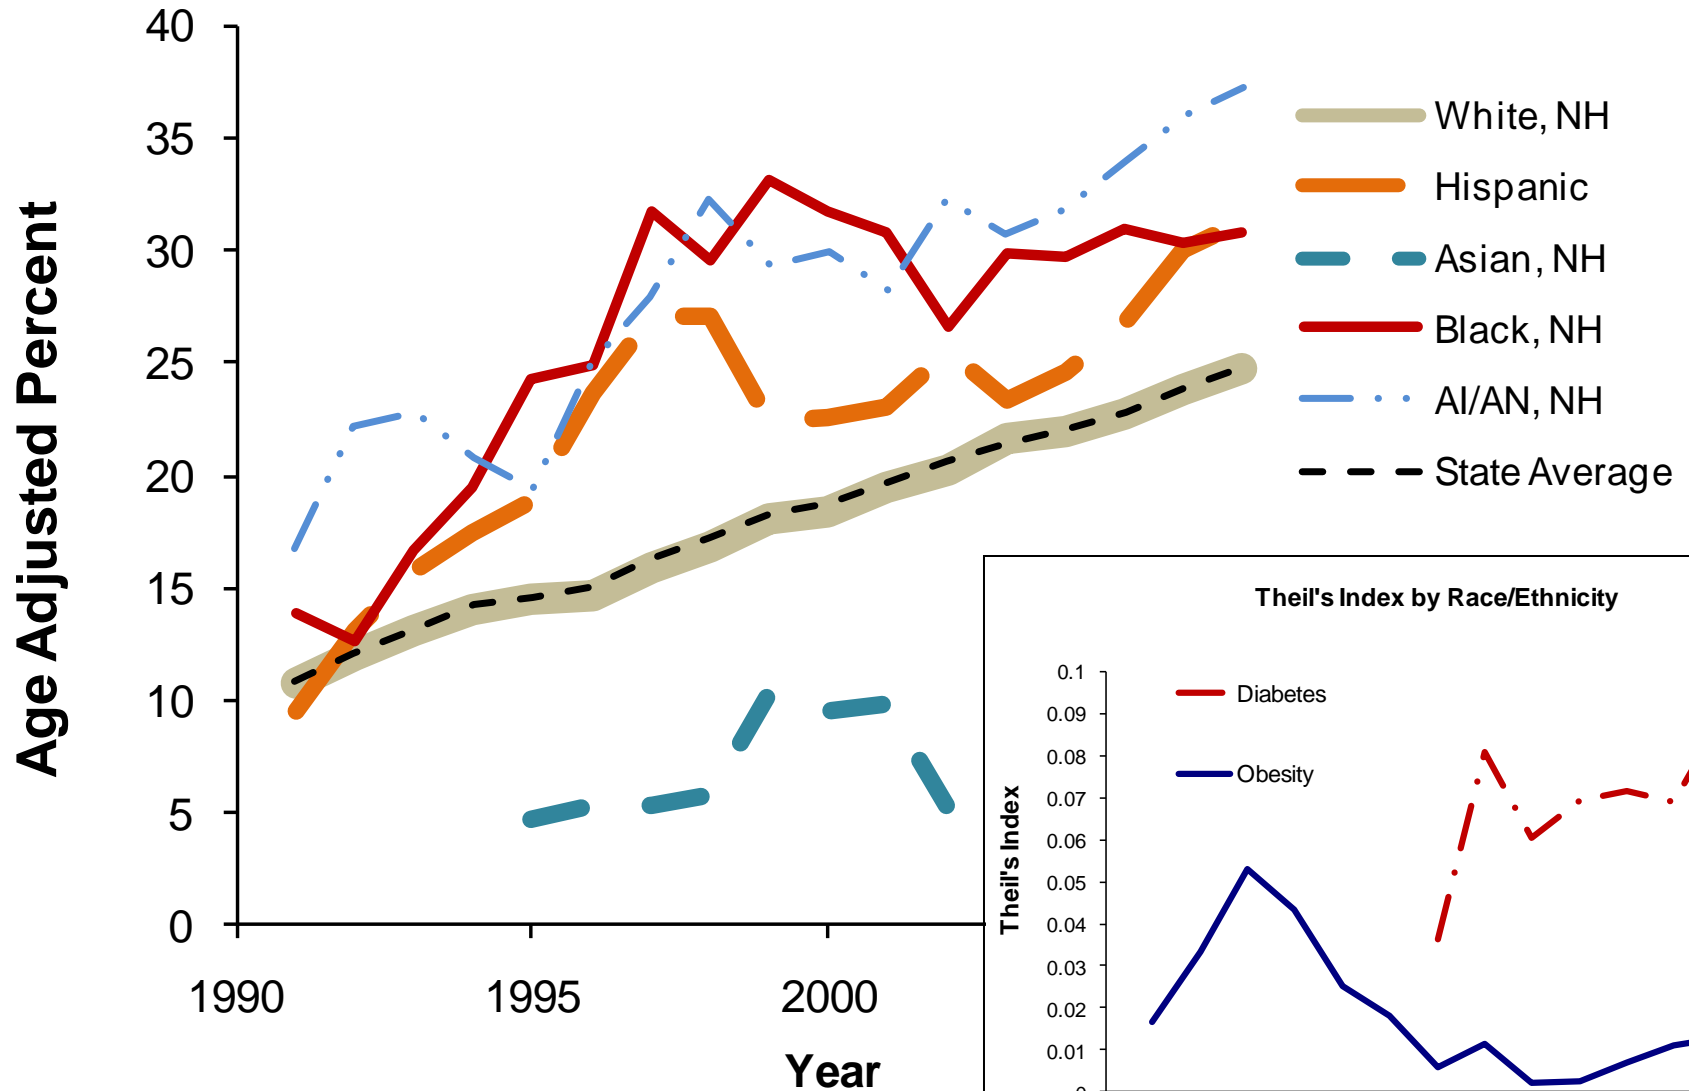 40
35
30
25
20
15
10
5
0
Age Adjusted Percent
1990
1995
2000
Year
White, NH
Hispanic
Asian, NH
Black, NH
AI/AN, NH
State Average
Theil's Index by Race/Ethnicity
0.1
0.09
0.08
0.07
0.06
0.05
0.04
0.03
0.02
0.01
0
Theil's Index
Diabetes
Obesity